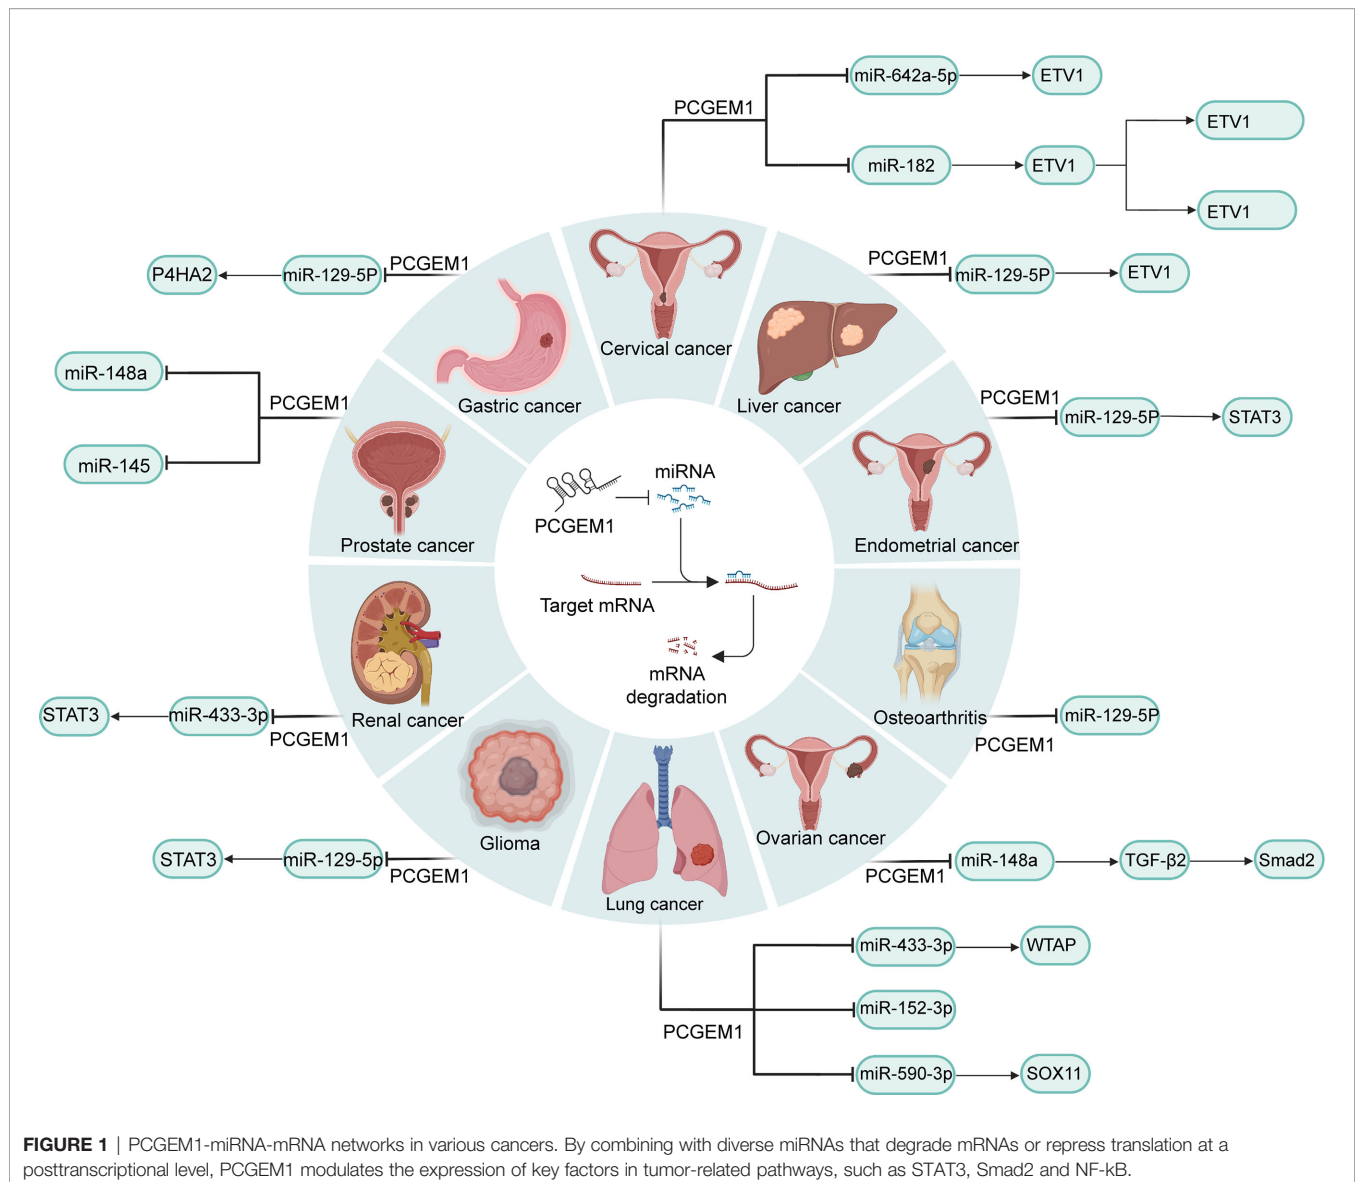 PCGEM1
miR-642a-5p
ETV1
miR-182
ETV1
ETV1
ETV1
PCGEM1
miR-129-5P
P4HA2
PCGEM1
miR-129-5P
ETV1
Cervical cancer
Gastric cancer
Liver cancer
miR-148a
PCGEM1
miR-145
PCGEM1
miR-129-5P
STAT3
Prostate cancer
Endometrial cancer
miRNA
PCGEM1
Target mRNA
mRNA
degradation
Renal cancer
Osteoarthritis
STAT3
miR-433-3p
PCGEM1
miR-129-5P
PCGEM1
Glioma
Ovarian cancer
STAT3
miR-129-5p
PCGEM1
miR-148a
TGF-β2
Smad2
PCGEM1
Lung cancer
miR-433-3p
WTAP
miR-152-3p
PCGEM1
miR-590-3p
SOX11
FIGURE 1 | PCGEM1-miRNA-mRNA networks in various cancers. By combining with diverse miRNAs that degrade mRNAs or repress translation at a
posttranscriptional level, PCGEM1 modulates the expression of key factors in tumor-related pathways, such as STAT3, Smad2 and NF-kB.